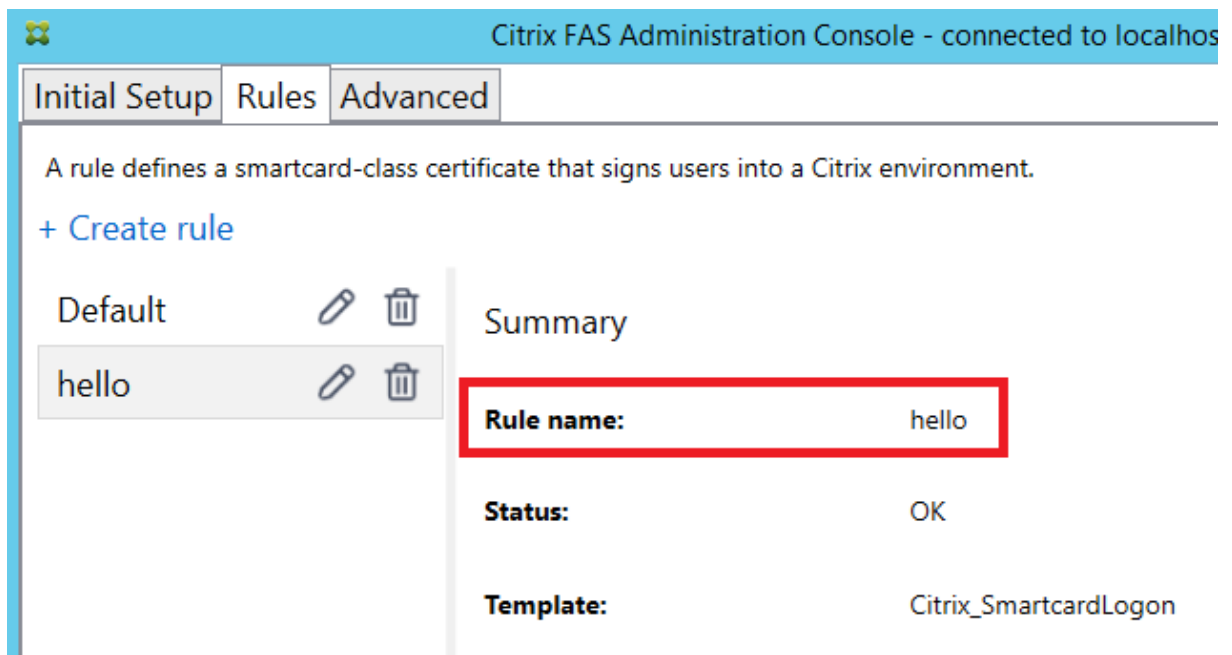 Citrix FAS Administration Console - connected to localhos
Initial Setup Rules Advanced
A rule defines a smartcard-class certificate that signs users into a Citrix environment.
+ Create rule
Default
hello
Summary
Rule name: hello
Status: OK
Template: Citrix_SmartcardLogon